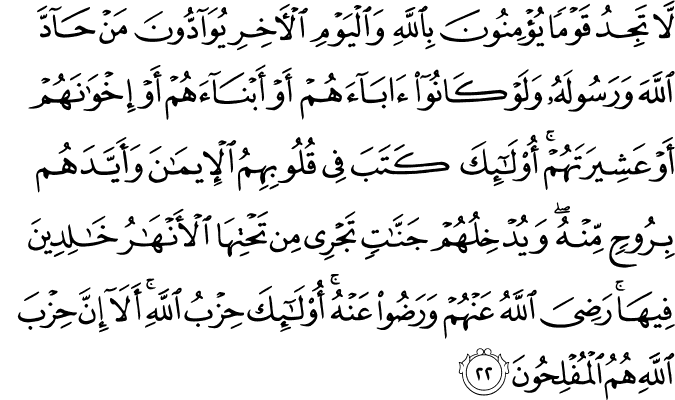 لَّا تَجِدُ قَوْمًا يُؤْمِنُونَ بِٱللَّهِ وَٱلْيَوْمِ ٱلْأَخِرِ يُوَآدُّونَ مَنْ حَآدَّ
ٱللَّهَ وَرَسُولَهُۥ وَلَوْ كَانُوٓا۟ ءَابَآءَهُمْ أَوْ أَبْنَآءَهُمْ أَوْ إِخْوَٰنَهُمْ
أَوْ عَشِيرَتَهُمْ ۚ أُو۟لَٰٓئِكَ كَتَبَ فِى قُلُوبِهِمُ ٱلْإِيمَٰنَ وَأَيَّدَهُم
بِرُوحٍ مِّنْهُ ۖ وَيُدْخِلُهُمْ جَنَّٰتٍ تَجْرِى مِن تَحْتِهَا ٱلْأَنْهَٰرُ خَٰلِدِينَ
فِيهَا ۚ رَضِىَ ٱللَّهُ عَنْهُمْ وَرَضُوا۟ عَنْهُ ۚ أُو۟لَٰٓئِكَ حِزْبُ ٱللَّهِ ۚ أَلَآ إِنَّ حِزْبَ
ٱللَّهِ هُمُ ٱلْمُفْلِحُونَ ٢٢